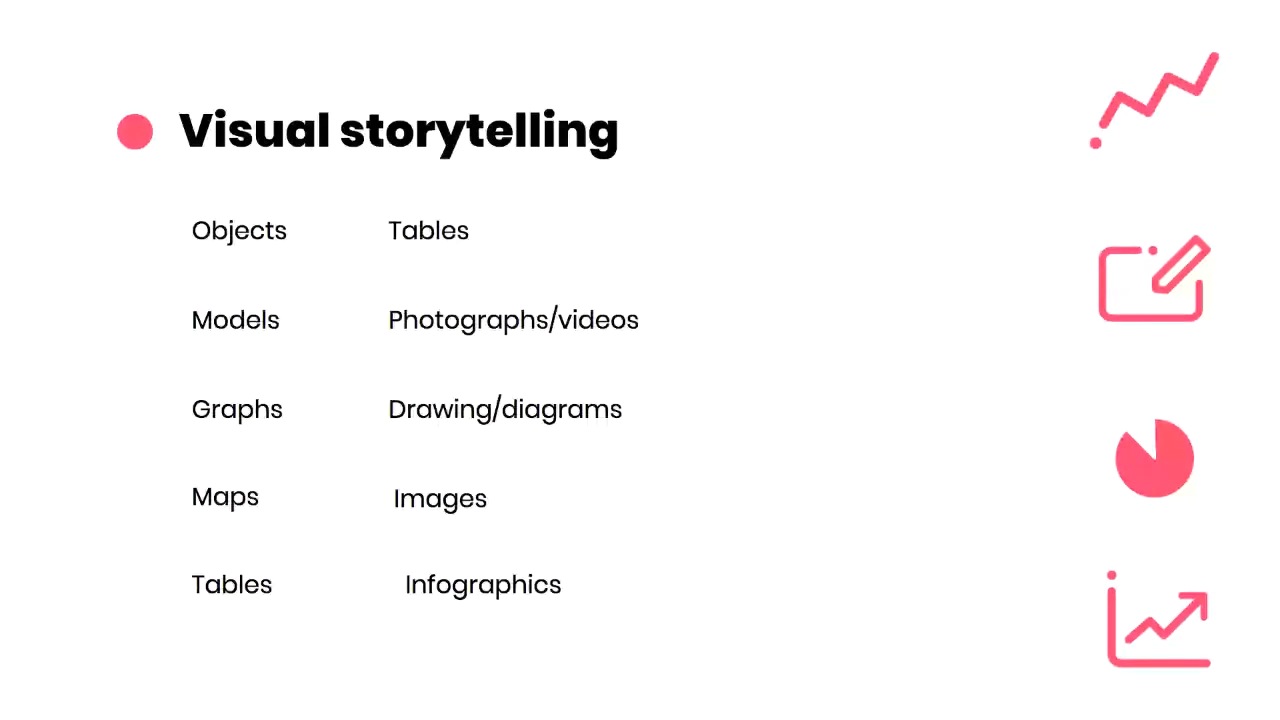 Visual storytelling
Objects Tables
Models Photographs/videos
Graphs Drawing/diagrams
Maps Images
Tables Infographics